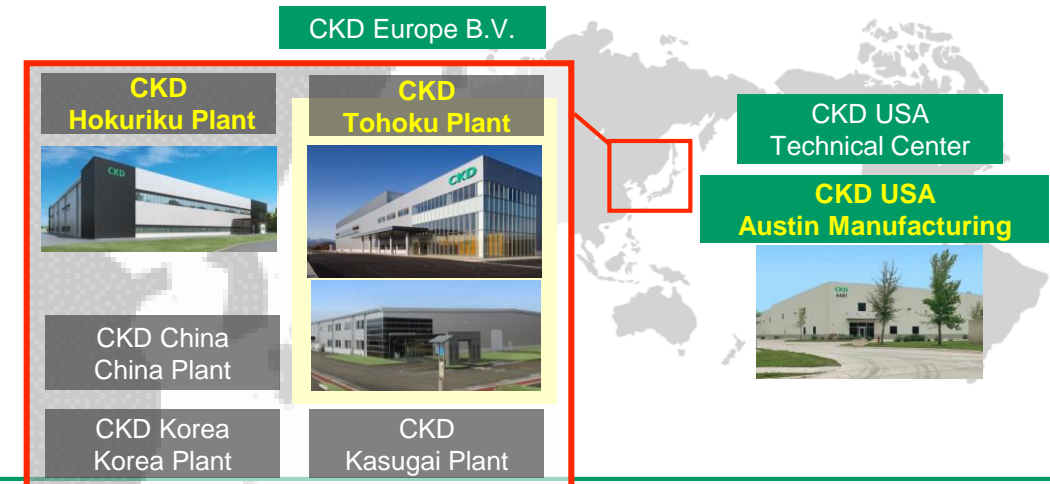 CKD Europe B.V.
CKD
Hokuriku Plant
CKD
Tohoku Plant
CKD
CKD
CKD China
China Plant
CKD Korea
Korea Plant
CKD
Kasugai Plant
CKD USA
Technical Center
CKD USA
Austin Manufacturing
CKD
4401